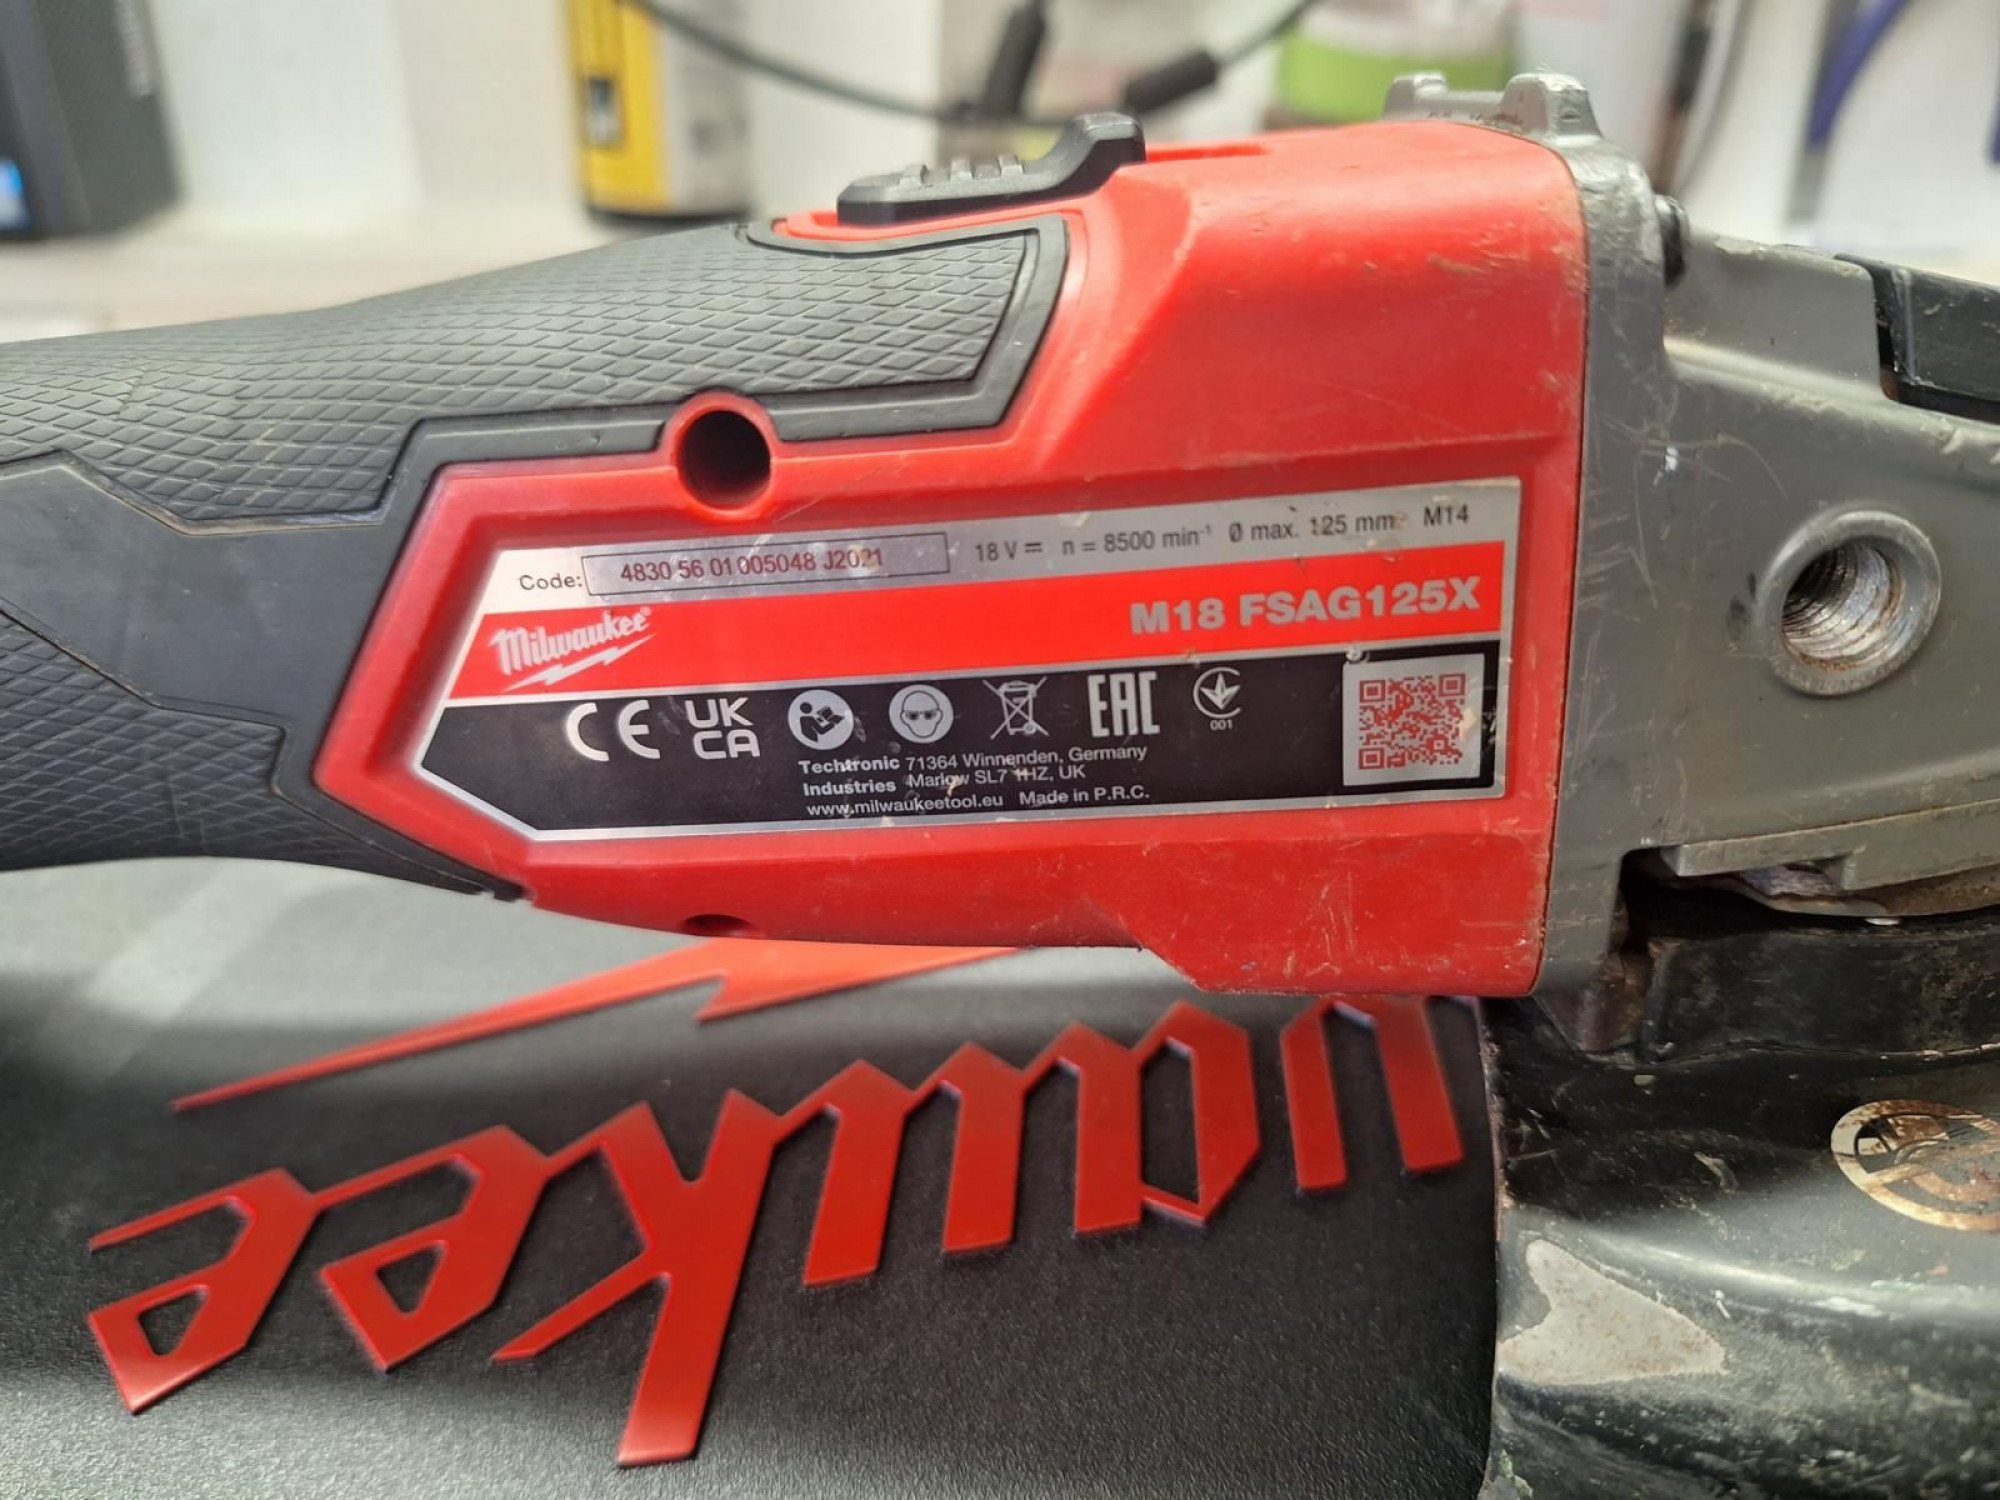 Code: 4830 56 01 005048 J2021 18 V ⎓ n = 8500 min⁻¹ Ø max. 125 mm M14
Milwaukee®
M18 FSAG125X
CE UK CA EAC
001
Techtronic 71364 Winnenden, Germany
Industries Marlow SL7 1HZ, UK
www.milwaukeetool.eu Made in P.R.C.
waukee